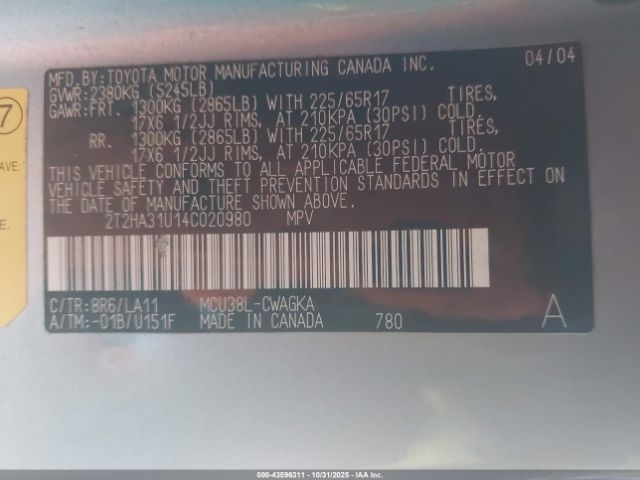 7
AVE.
E.
MFD.BY:TOYOTA MOTOR MANUFACTURING CANADA INC. 04/04
GVWR:2380KG (5245LB)
GAWR:FRT. 1300KG (2865LB) WITH 225/65R17 TIRES,
17X6 1/2JJ RIMS, AT 210KPA (30PSI) COLD.
RR. 1300KG (2865LB) WITH 225/65R17 TIRES,
17X6 1/2JJ RIMS, AT 210KPA (30PSI) COLD.
THIS VEHICLE CONFORMS TO ALL APPLICABLE FEDERAL MOTOR
VEHICLE SAFETY AND THEFT PREVENTION STANDARDS IN EFFECT ON
THE DATE OF MANUFACTURE SHOWN ABOVE.
2T2HA31U14C020980 MPV
C/TR:8R6/LA11 MCU38L-CWAGKA
A/TM:-01B/U151F MADE IN CANADA 780 A
000-43596311 - 10/31/2025 - IAA Inc.